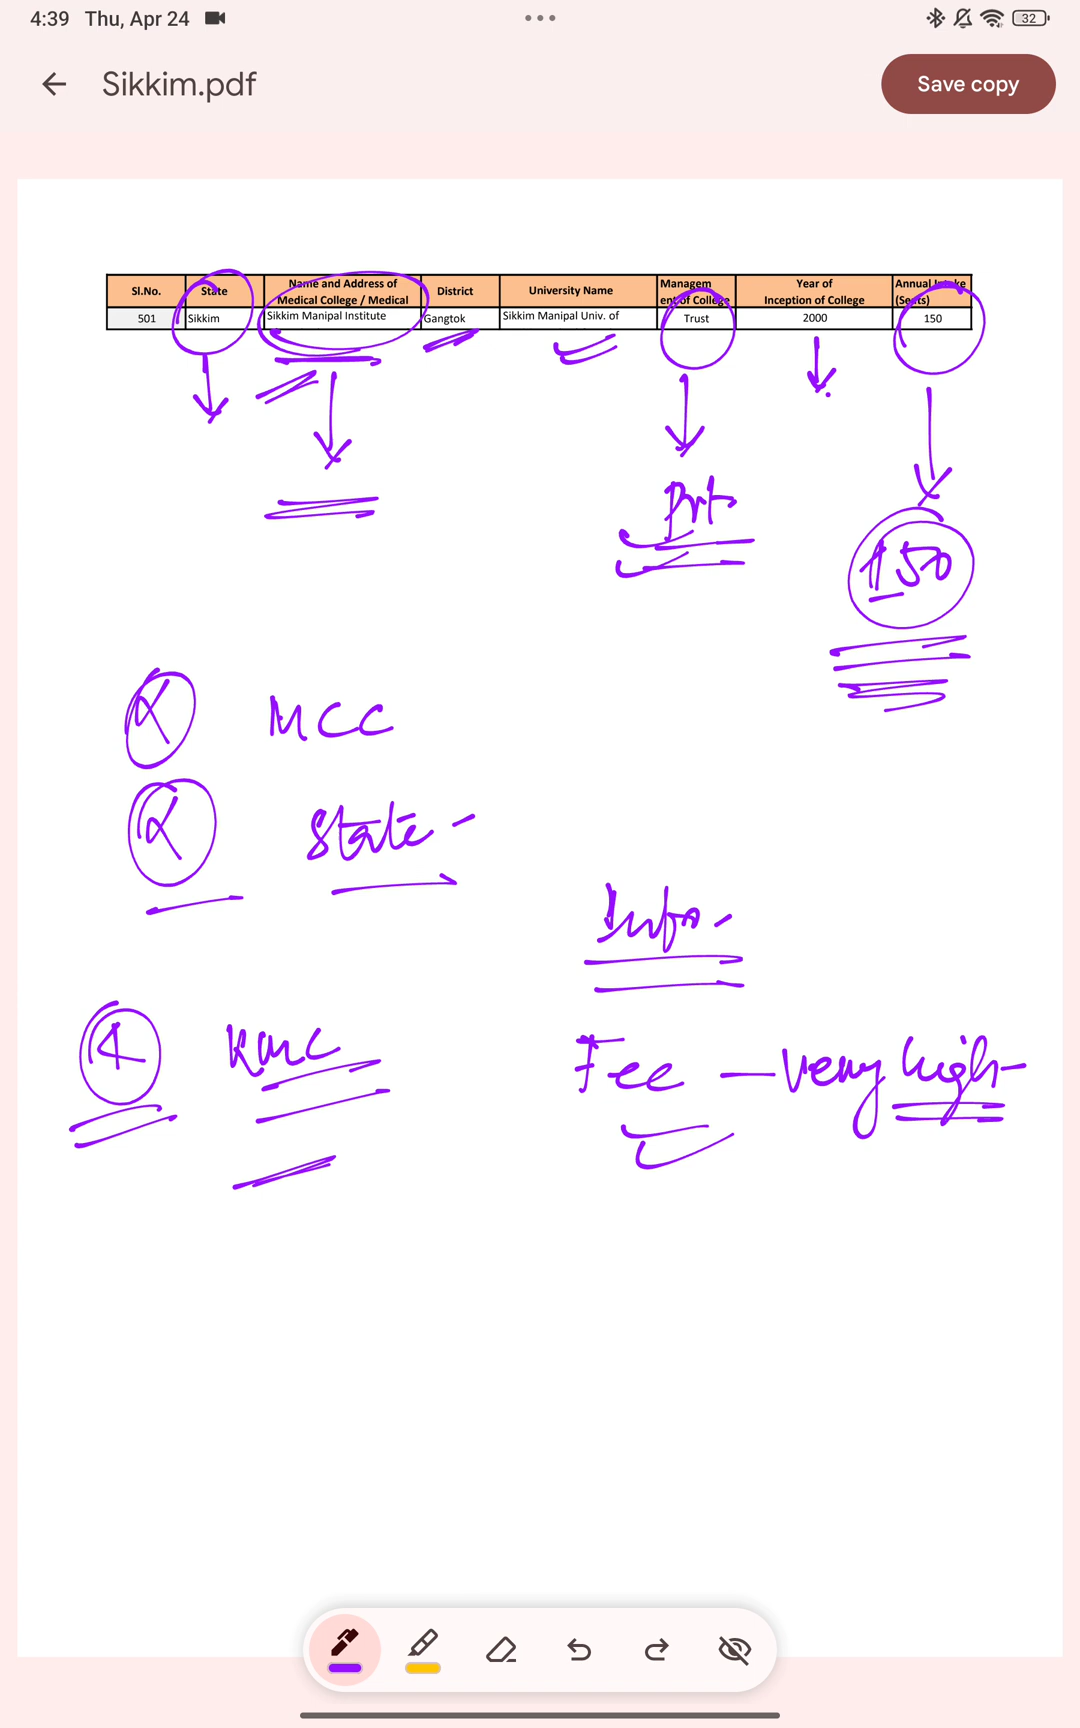 4:39 Thu, Apr 24 32
Sikkim.pdf Save copy
Sl.No. State Name and Address of Medical College / Medical District University Name Managem ent of College Year of Inception of College Annual Intake (Seats)
501 Sikkim Sikkim Manipal Institute Gangtok Sikkim Manipal Univ. of Trust 2000 150
Pvt
150
MCC
State -
Infra -
KMC
Fee - very high -